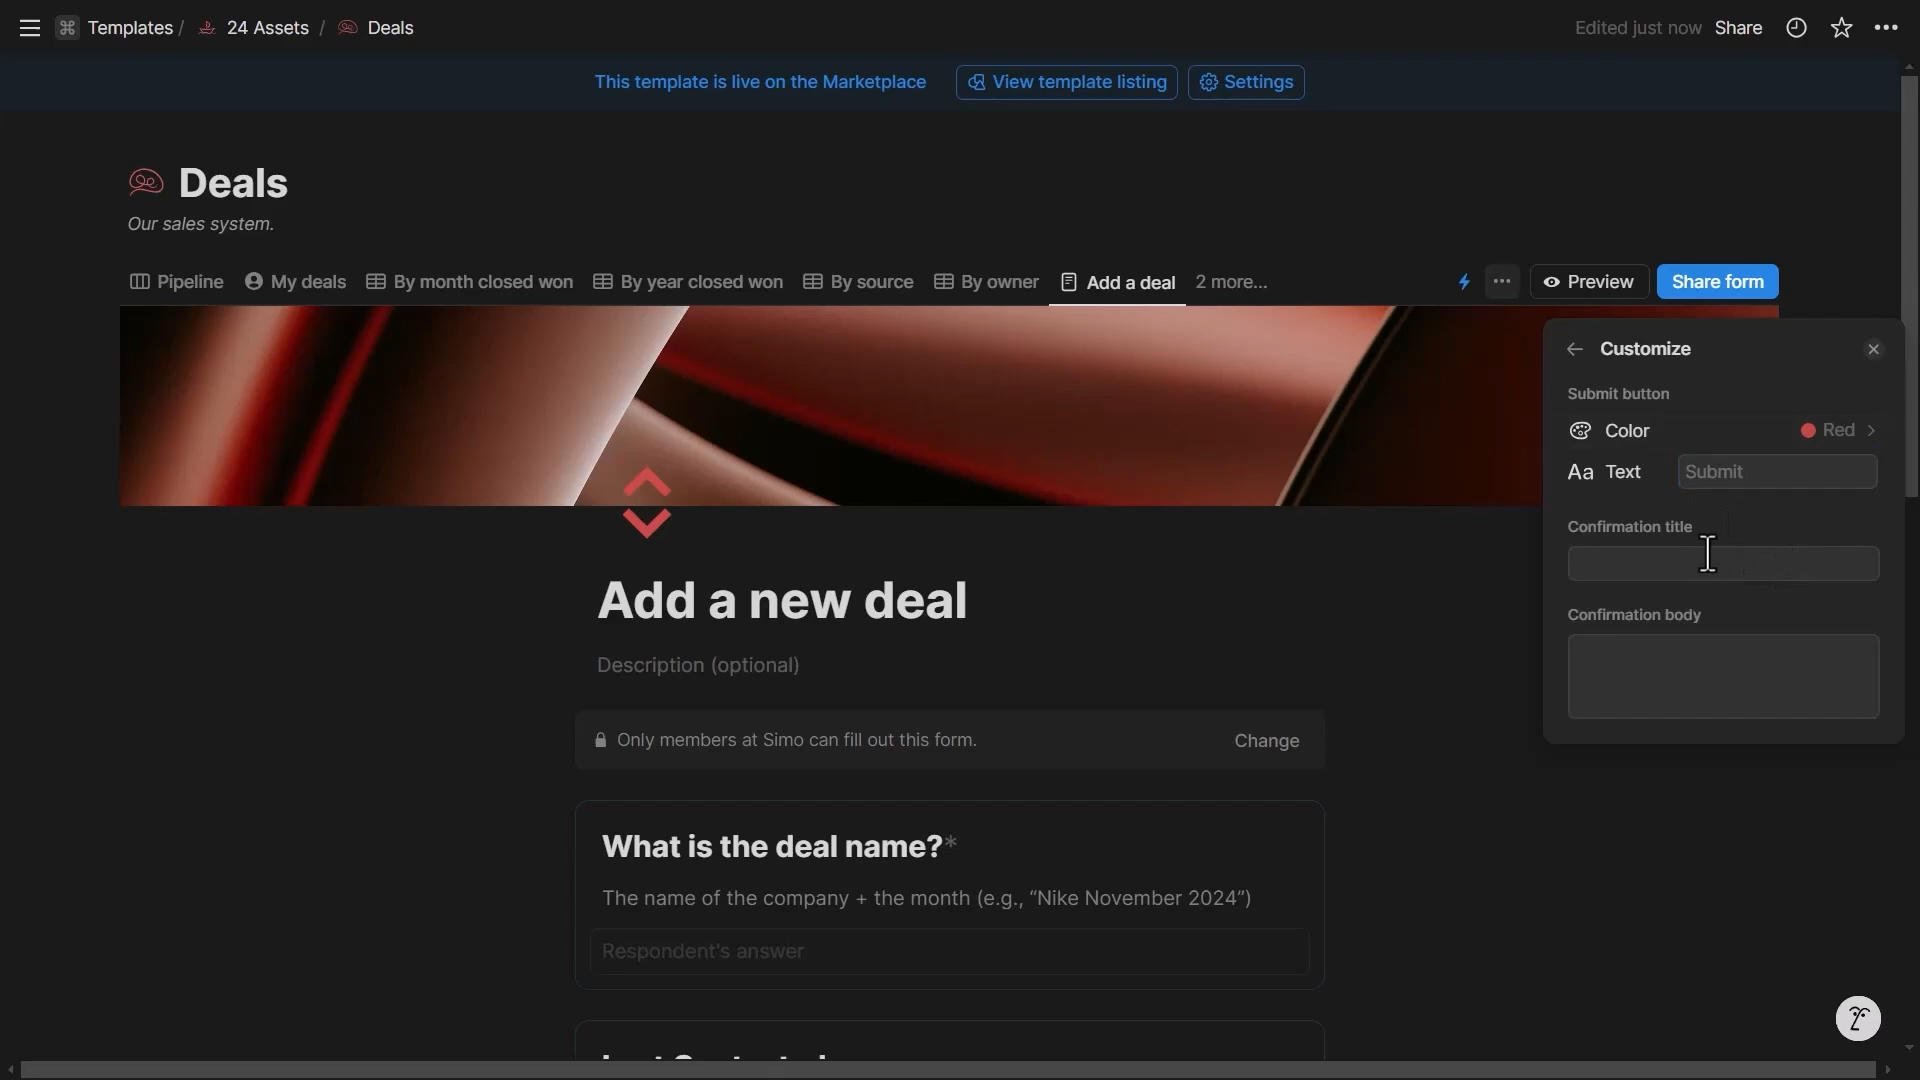 Templates / 24 Assets / Deals
Edited just now Share
This template is live on the Marketplace View template listing Settings
Deals
Our sales system.
Pipeline My deals By month closed won By year closed won By source By owner Add a deal 2 more... Preview Share form
Customize
Submit button
Color Red
Aa Text Submit
Confirmation title
Confirmation body
Add a new deal
Description (optional)
Only members at Simo can fill out this form. Change
What is the deal name?*
The name of the company + the month (e.g., “Nike November 2024”)
Respondent's answer